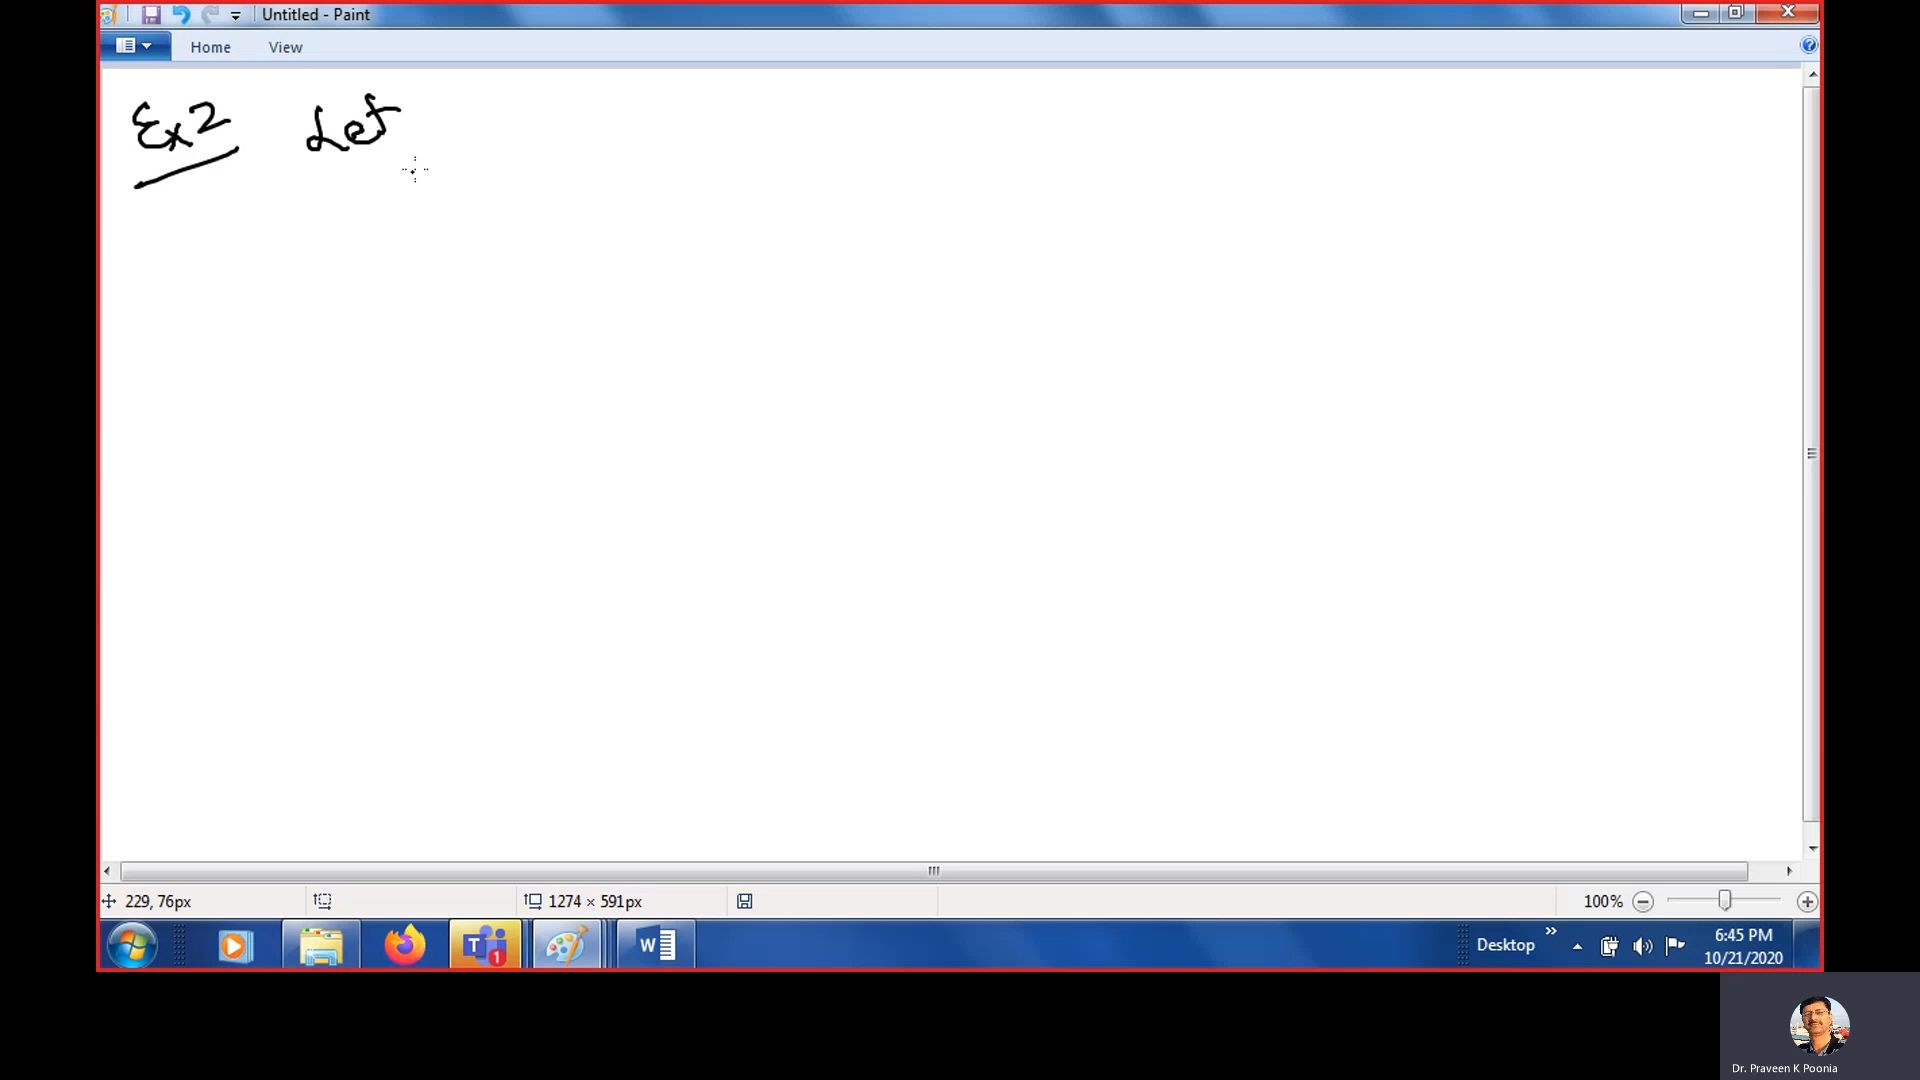 Untitled - Paint
Home View
Ex2 Let
229, 76px
1274 × 591px
100%
T 1
W
Desktop
»
6:45 PM
10/21/2020
Dr. Praveen K Poonia